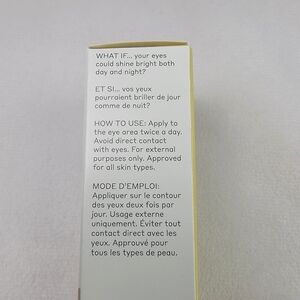 WHAT IF... your eyes
could shine bright both
day and night?
ET SI... vos yeux
pourraient briller de jour
comme de nuit?
HOW TO USE: Apply to
the eye area twice a day.
Avoid direct contact
with eyes. For external
purposes only. Approved
for all skin types.
MODE D'EMPLOI:
Appliquer sur le contour
des yeux deux fois par
jour. Usage externe
uniquement. Éviter tout
contact direct avec les
yeux. Approuvé pour
tous les types de peau.